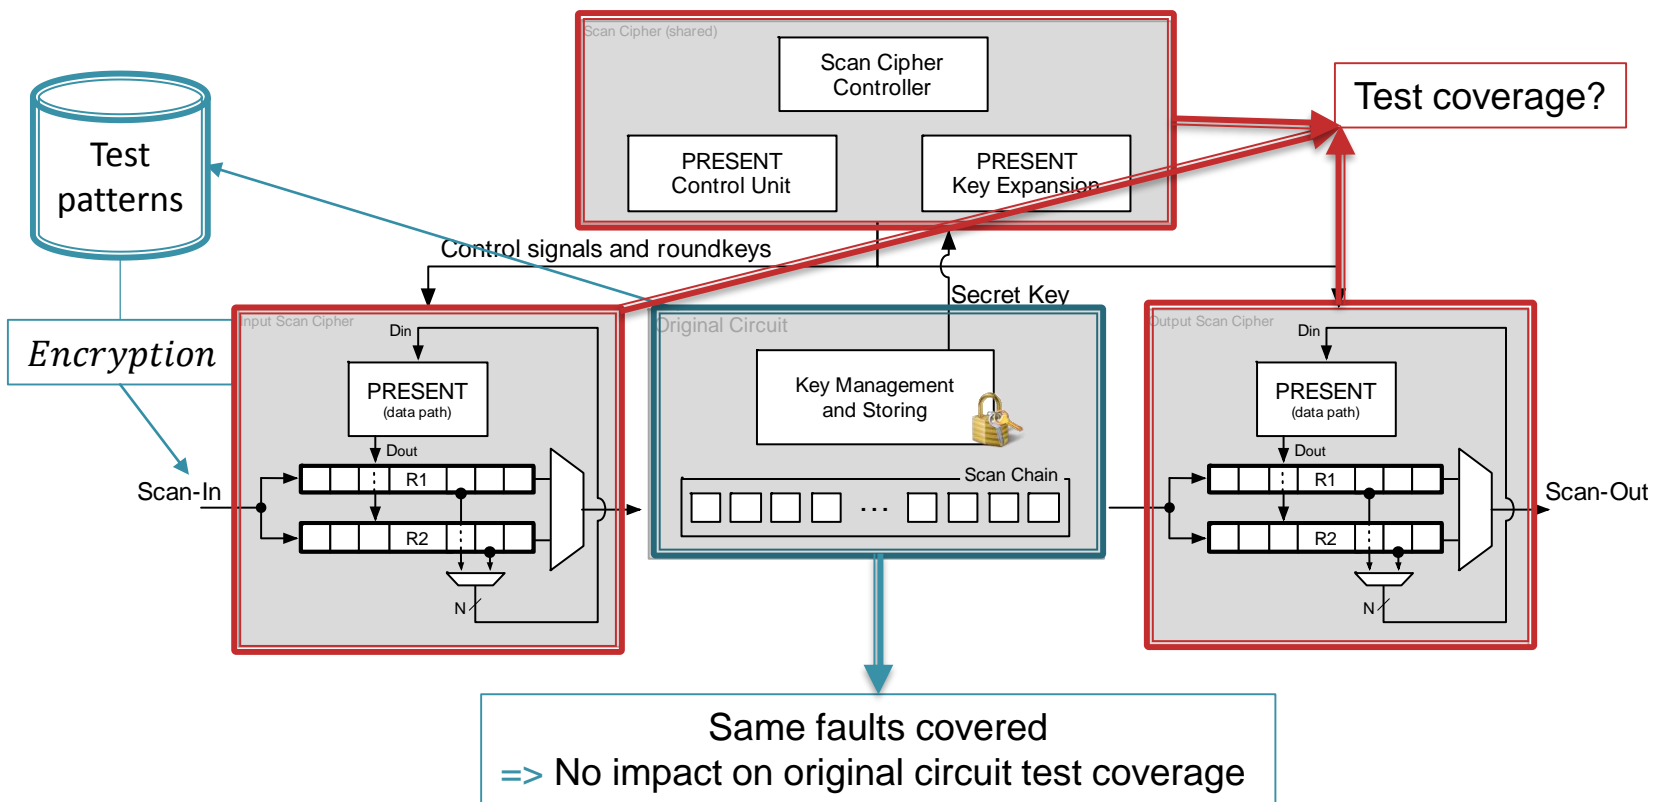 Scan Cipher (shared)
Scan Cipher
Controller
PRESENT
Control Unit
PRESENT
Key Expansion
Test coverage?
Test
patterns
Control signals and roundkeys
Secret Key
Encryption
Input Scan Cipher
Din
PRESENT
(data path)
Dout
R1
R2
N
Scan-In
Original Circuit
Key Management
and Storing
Scan Chain
...
Output Scan Cipher
Din
PRESENT
(data path)
Dout
R1
R2
N
Scan-Out
Same faults covered
=> No impact on original circuit test coverage